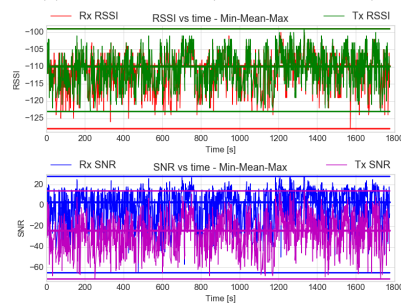 Rx RSSI RSSI vs time - Min-Mean-Max Tx RSSI
−100
−105
−110
−115
−120
−125
RSSI
0 200 400 600 800 1000 1200 1400 1600 1800
Time [s]
Rx SNR SNR vs time - Min-Mean-Max Tx SNR
20
0
−20
−40
−60
SNR
0 200 400 600 800 1000 1200 1400 1600 1800
Time [s]